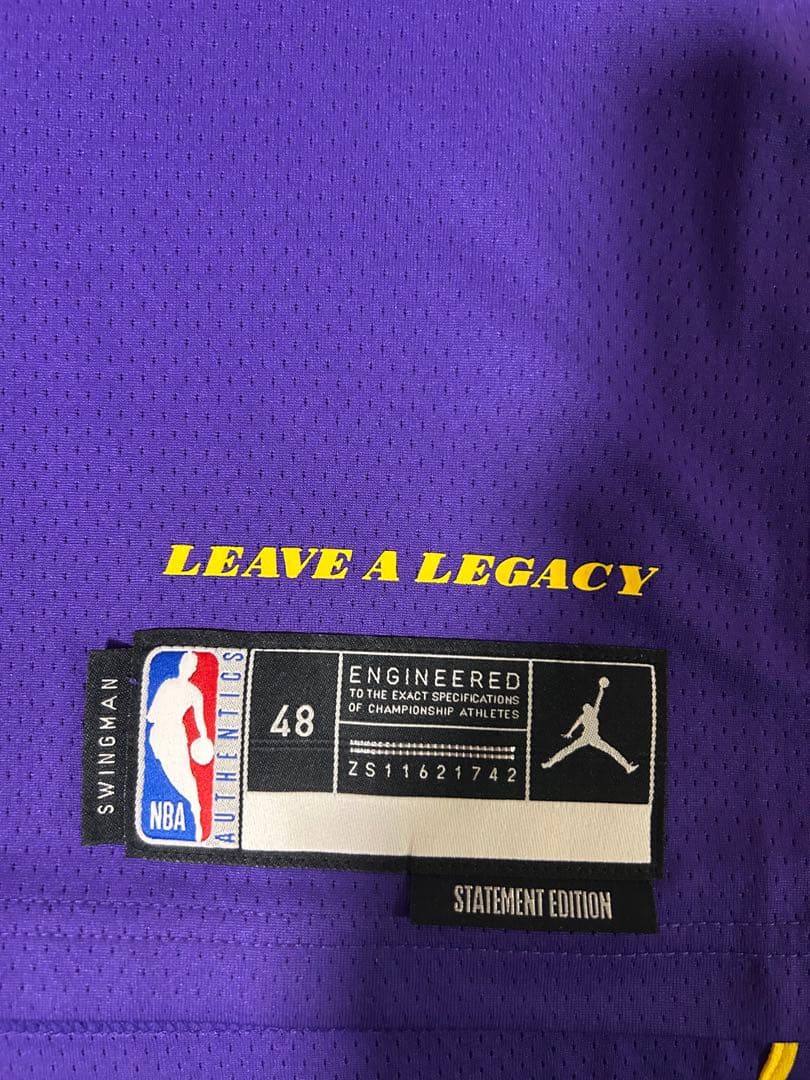 LEAVE A LEGACY
SWINGMAN
NBA
AUTHENTICS
48
ENGINEERED
TO THE EXACT SPECIFICATIONS
OF CHAMPIONSHIP ATHLETES
ZS11621742
STATEMENT EDITION